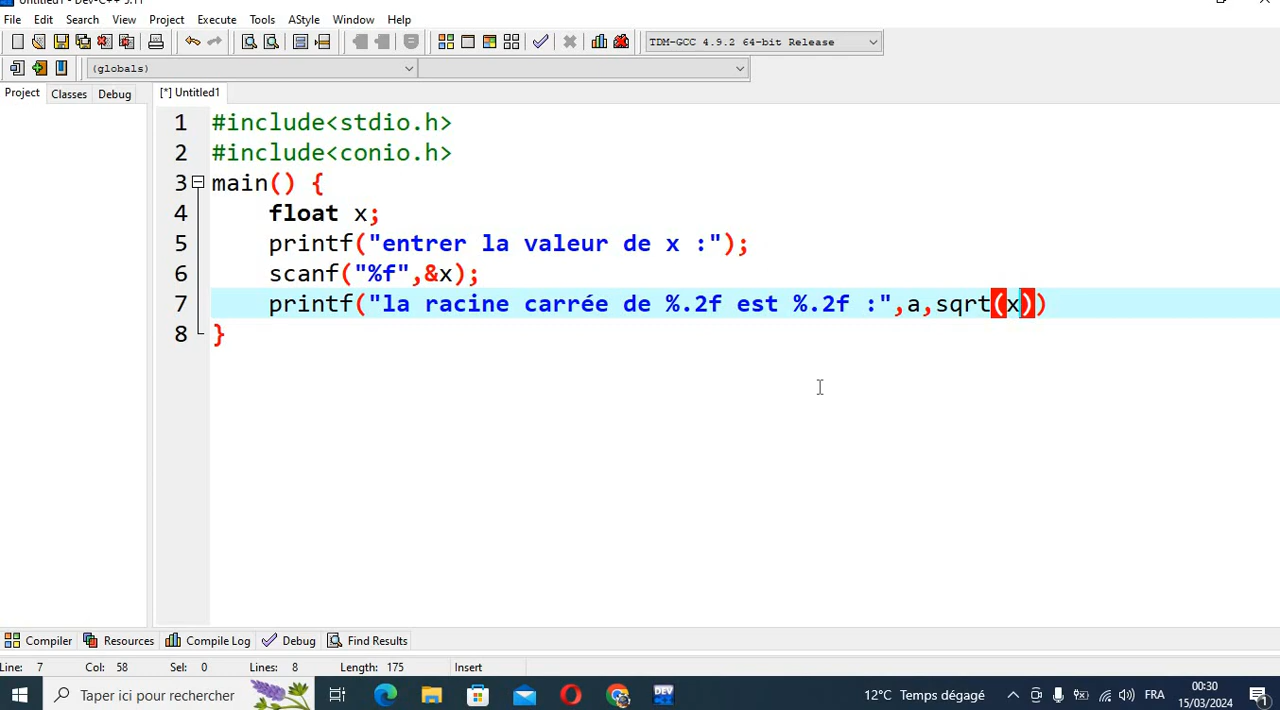 File Edit Search View Project Execute Tools AStyle Window Help
TDM-GCC 4.9.2 64-bit Release
(globals)
Project Classes Debug [*] Untitled1
1 #include<stdio.h>
2 #include<conio.h>
3 main() {
4 float x;
5 printf("entrer la valeur de x :");
6 scanf("%f",&x);
7 printf("la racine carrée de %.2f est %.2f :",a,sqrt(x))
8 }
Compiler Resources Compile Log Debug Find Results
Line: 7 Col: 58 Sel: 0 Lines: 8 Length: 175 Insert
Taper ici pour rechercher DEV 12°C Temps dégagé FRA 00:30
15/03/2024 1